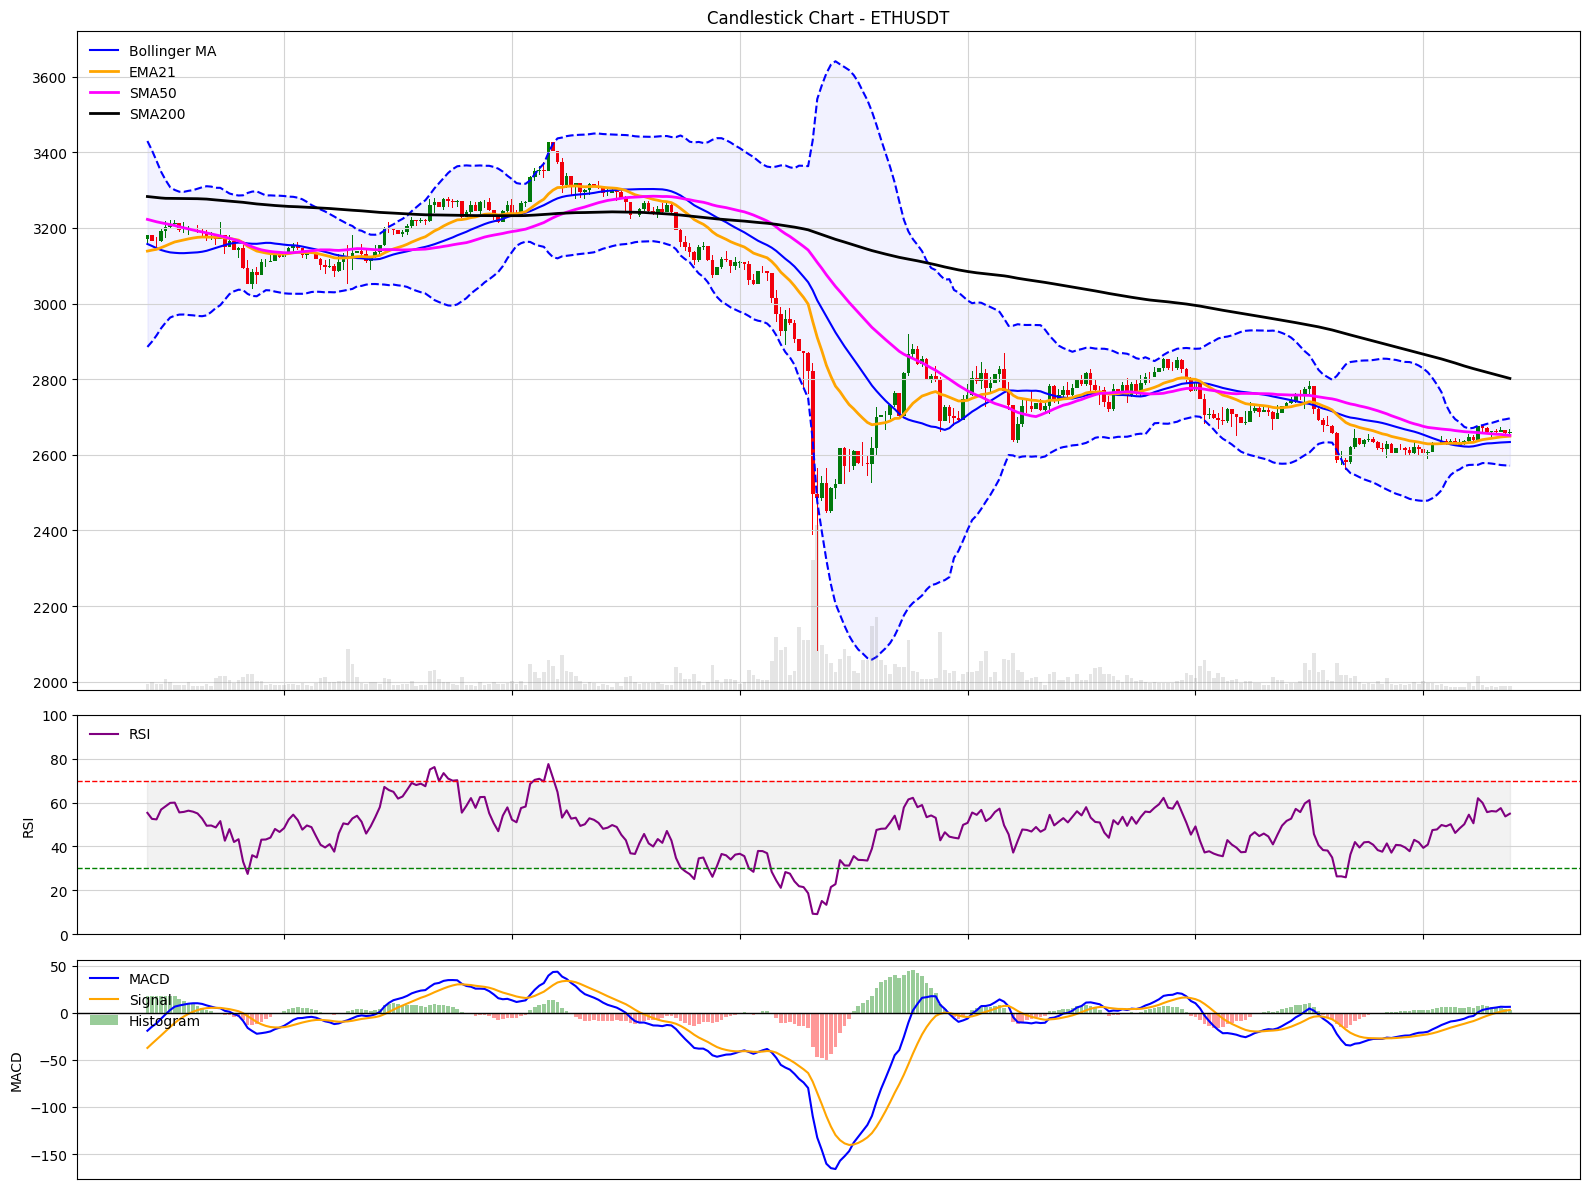 Candlestick Chart - ETHUSDT
Bollinger MA
EMA21
SMA50
SMA200
3600
3400
3200
3000
2800
2600
2400
2200
2000
RSI
RSI
100
80
60
40
20
0
MACD
Signal
Histogram
MACD
50
0
−50
−100
−150